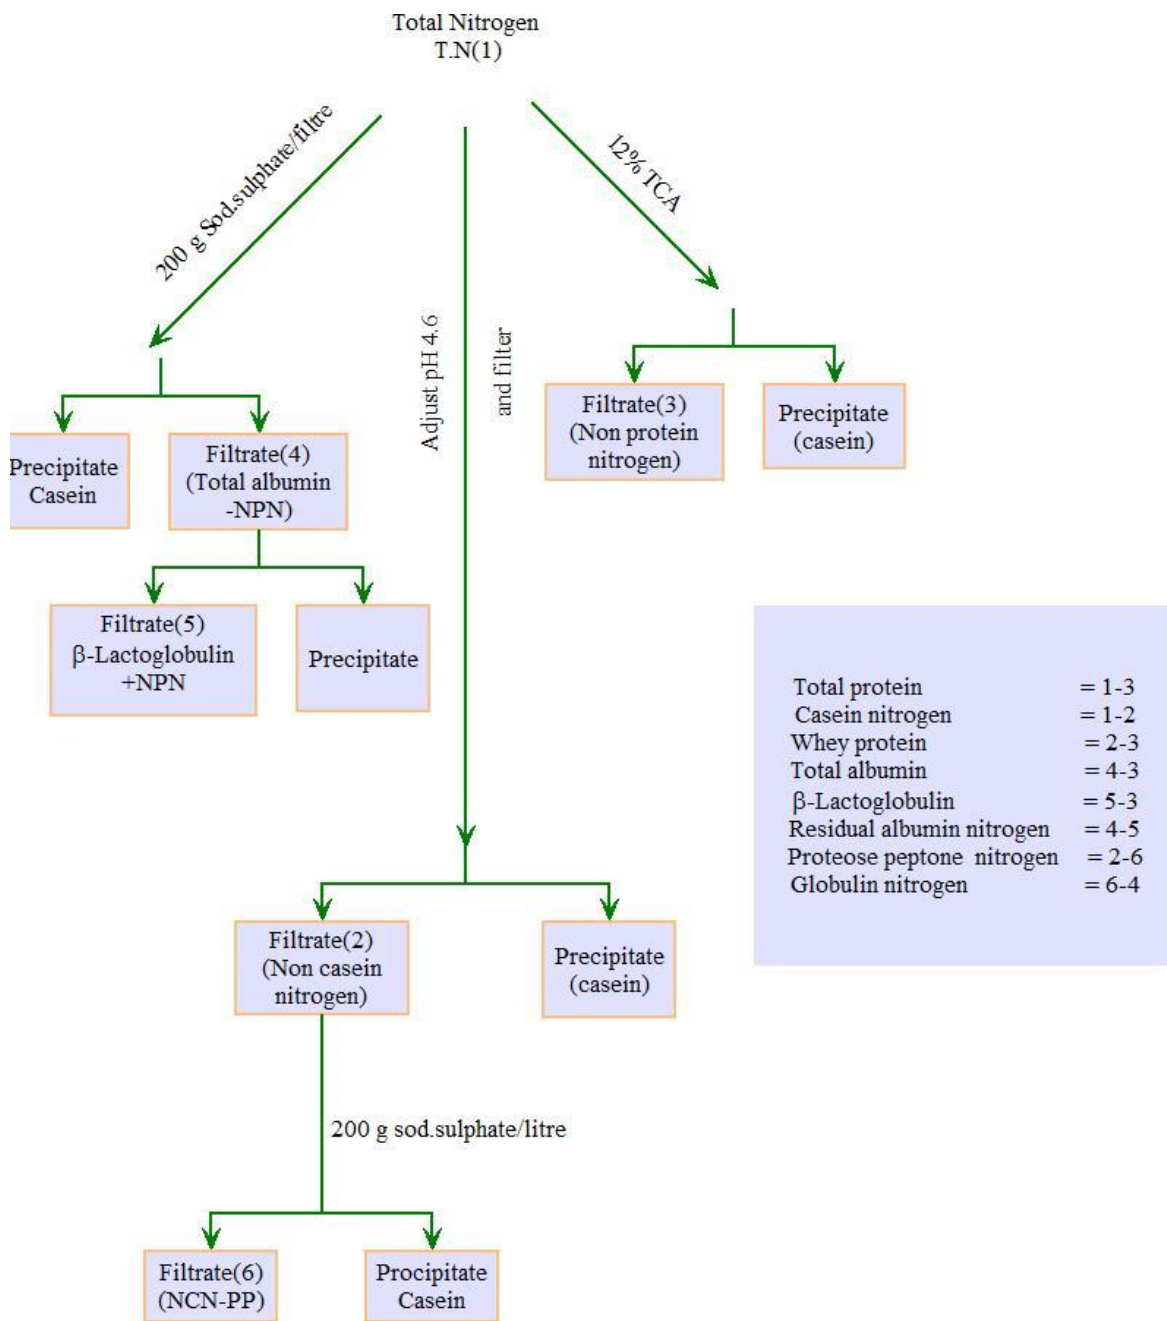 Total Nitrogen
T.N(1)
200 g Sod.sulphate/filtre
12% TCA
Adjust pH 4.6
and filter
Filtrate(3)
(Non protein
nitrogen)
Precipitate
(casein)
Precipitate
Casein
Filtrate(4)
(Total albumin
-NPN)
Filtrate(5)
β-Lactoglobulin
+NPN
Precipitate
Total protein = 1-3
Casein nitrogen = 1-2
Whey protein = 2-3
Total albumin = 4-3
β-Lactoglobulin = 5-3
Residual albumin nitrogen = 4-5
Proteose peptone nitrogen = 2-6
Globulin nitrogen = 6-4
Filtrate(2)
(Non casein
nitrogen)
Precipitate
(casein)
200 g sod.sulphate/litre
Filtrate(6)
(NCN-PP)
Procipitate
Casein